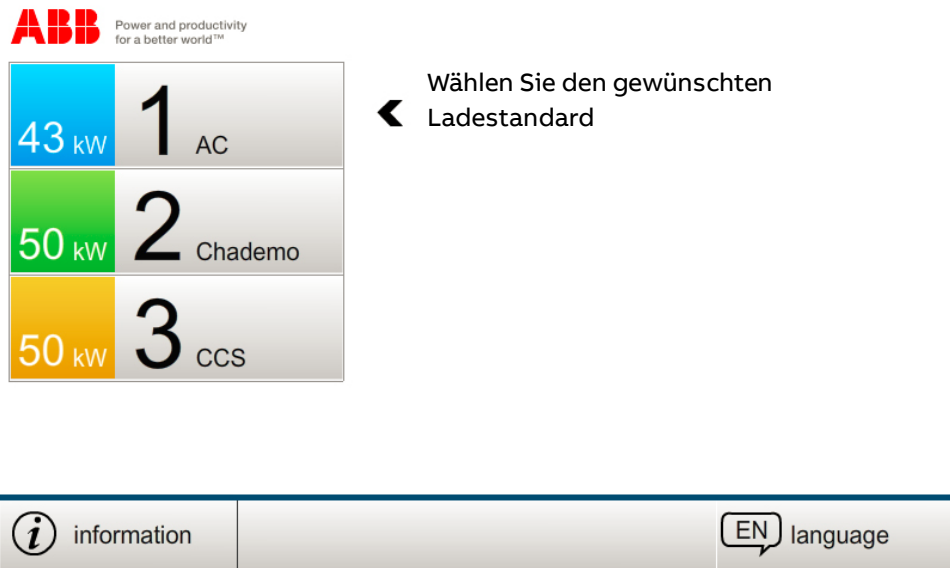 ABB
Power and productivity
for a better world™
43 kW 1 AC
50 kW 2 Chademo
50 kW 3 CCS
Wählen Sie den gewünschten
Ladestandard
information
EN language